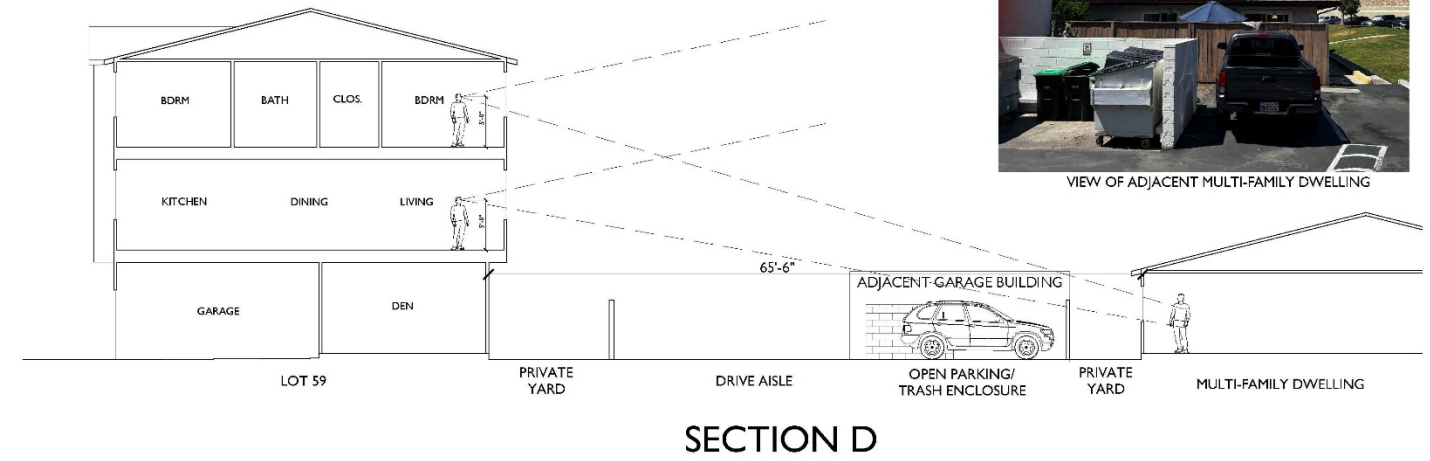 BDRM
BATH
CLOS.
BDRM
5'-0"
VIEW OF ADJACENT MULTI-FAMILY DWELLING
KITCHEN
DINING
LIVING
5'-0"
65'-6"
ADJACENT GARAGE BUILDING
GARAGE
DEN
LOT 59
PRIVATE
YARD
DRIVE AISLE
OPEN PARKING/
TRASH ENCLOSURE
PRIVATE
YARD
MULTI-FAMILY DWELLING
SECTION D